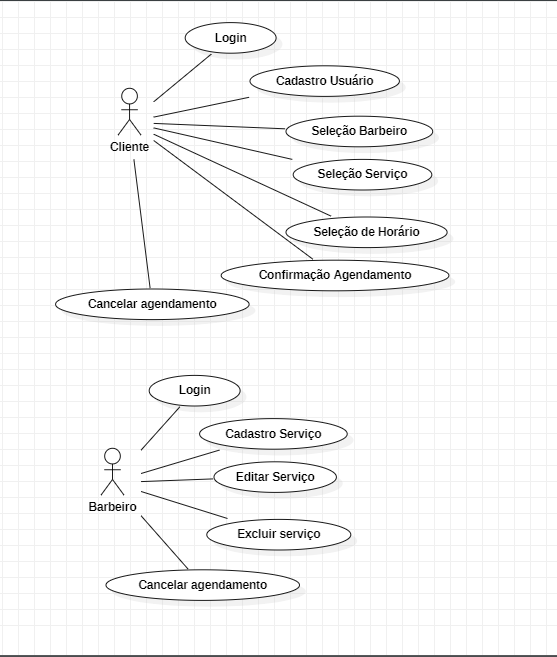 Login
Cadastro Usuário
Cliente
Seleção Barbeiro
Seleção Serviço
Seleção de Horário
Confirmação Agendamento
Cancelar agendamento
Login
Cadastro Serviço
Editar Serviço
Barbeiro
Excluir serviço
Cancelar agendamento